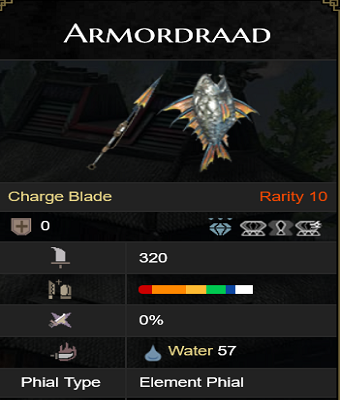 Armordraad
Charge Blade Rarity 10
0
320
0%
Water 57
Phial Type Element Phial